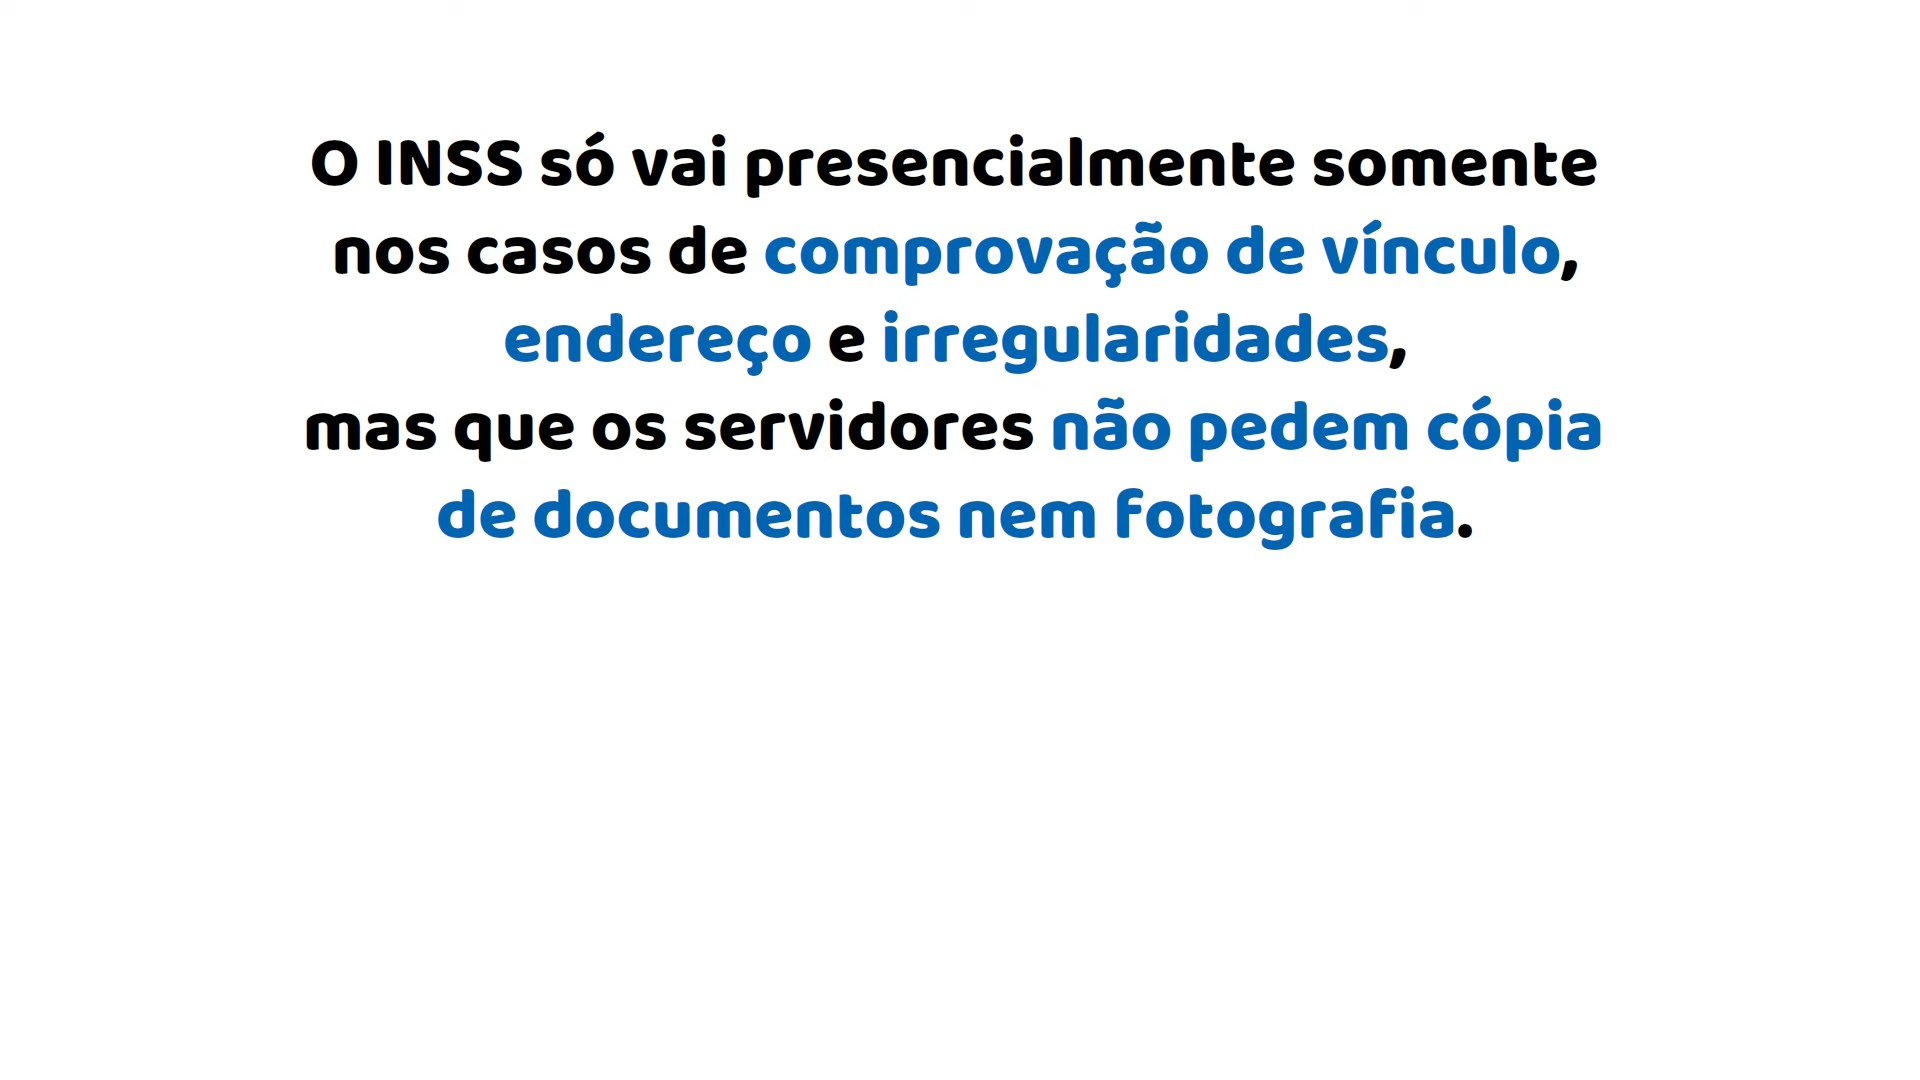 O INSS só vai presencialmente somente
nos casos de comprovação de vínculo,
endereço e irregularidades,
mas que os servidores não pedem cópia
de documentos nem fotografia.